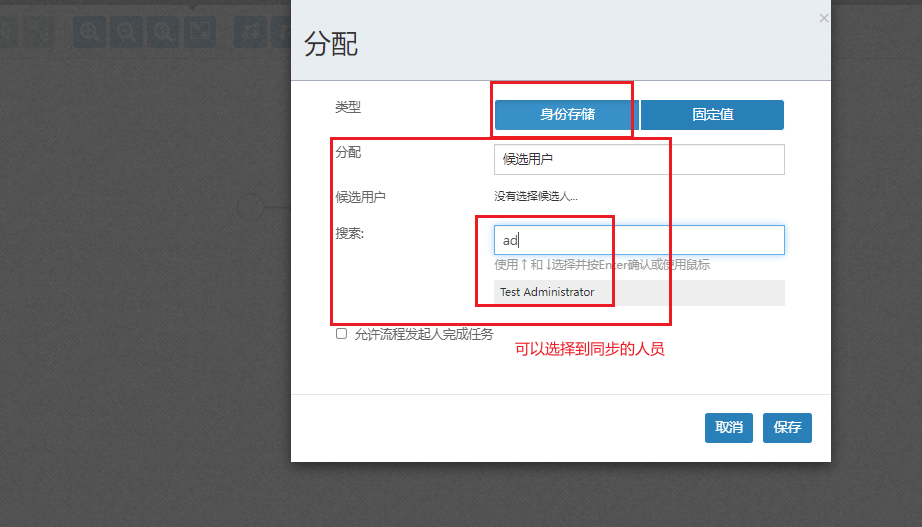 ×
分配
类型
身份存储 固定值
分配 候选用户
候选用户 没有选择候选人...
搜索: ad
使用↑和↓选择并按Enter确认或使用鼠标
Test Administrator
允许流程发起人完成任务
可以选择到同步的人员
取消 保存